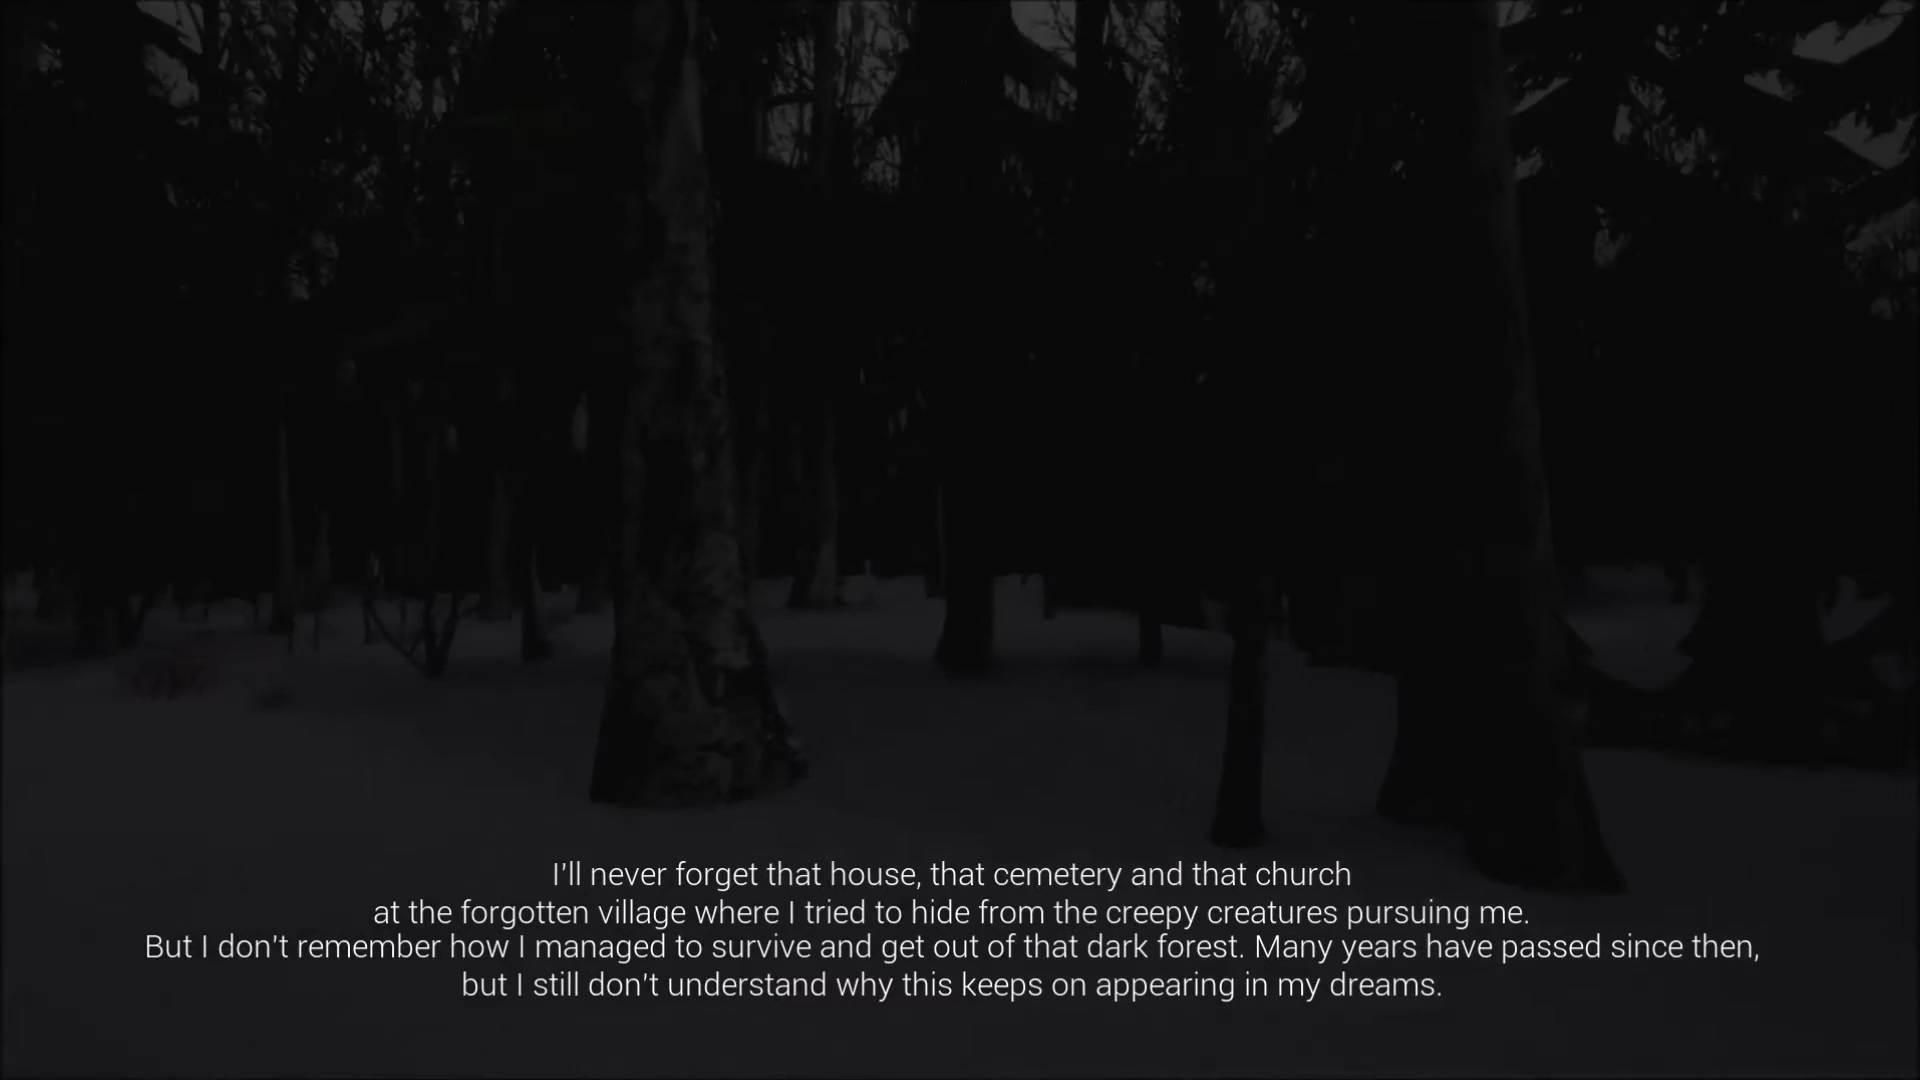 I'll never forget that house, that cemetery and that church
at the forgotten village where I tried to hide from the creepy creatures pursuing me.
But I don't remember how I managed to survive and get out of that dark forest. Many years have passed since then,
but I still don't understand why this keeps on appearing in my dreams.